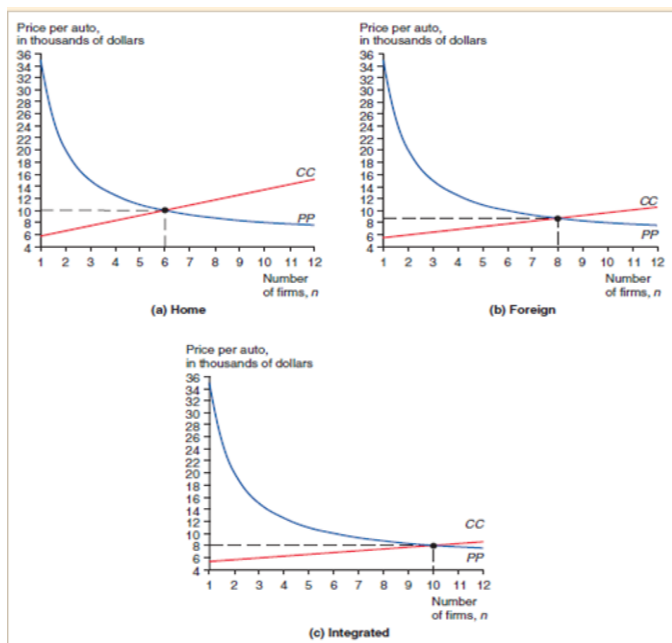 Price per auto,
in thousands of dollars
36
34
32
30
28
26
24
22
20
18
16
14
12
10
8
6
4
CC
PP
1 2 3 4 5 6 7 8 9 10 11 12
Number
of firms, n
(a) Home
Price per auto,
in thousands of dollars
36
34
32
30
28
26
24
22
20
18
16
14
12
10
8
6
4
CC
PP
1 2 3 4 5 6 7 8 9 10 11 12
Number
of firms, n
(b) Foreign
Price per auto,
in thousands of dollars
36
34
32
30
28
26
24
22
20
18
16
14
12
10
8
6
4
CC
PP
1 2 3 4 5 6 7 8 9 10 11 12
Number
of firms, n
(c) Integrated